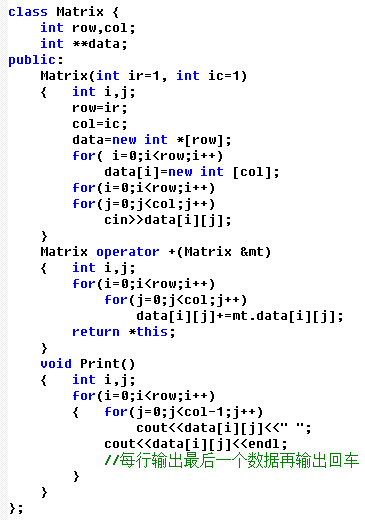 class Matrix {
    int row,col;
    int **data;
public:
    Matrix(int ir=1, int ic=1)
    {   int i,j;
        row=ir;
        col=ic;
        data=new int *[row];
        for( i=0;i<row;i++)
            data[i]=new int [col];
        for(i=0;i<row;i++)
        for(j=0;j<col;j++)
            cin>>data[i][j];
    }
    Matrix operator +(Matrix &mt)
    {   int i,j;
        for(i=0;i<row;i++)
            for(j=0;j<col;j++)
                data[i][j]+=mt.data[i][j];
        return *this;
    }
    void Print()
    {   int i,j;
        for(i=0;i<row;i++)
        {   for(j=0;j<col-1;j++)
                cout<<data[i][j]<<" ";
            cout<<data[i][j]<<endl;
            //每行输出最后一个数据再输出回车
        }
    }
};